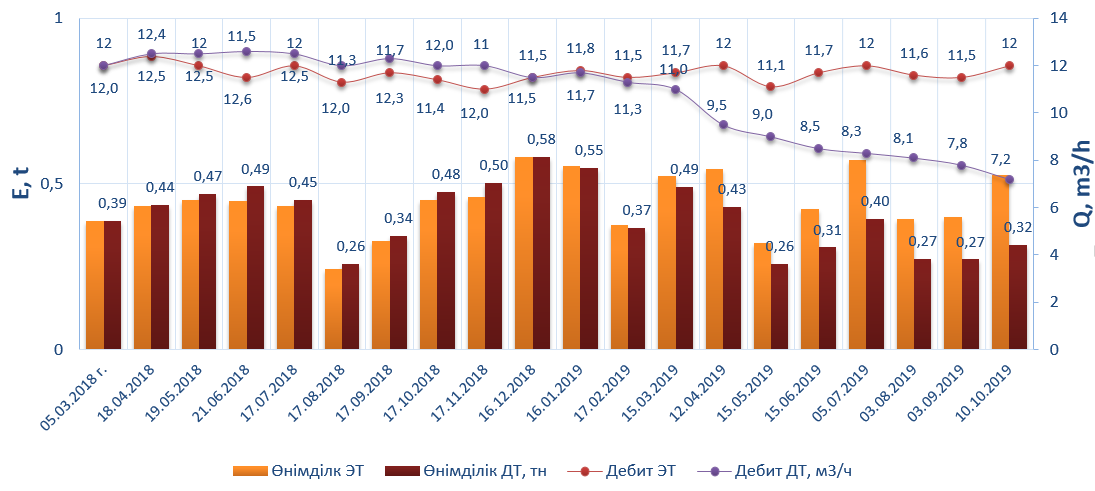 1
14
12 12,4 12 11,5 12 11,3 11,7 12,0 11 11,5 11,8 11,5 11,7 12 11,1 11,7 12 11,6 11,5 12
12
12,0 12,5 12,5 12,6 12,5 12,0 12,3 11,4 12,0 11,5 11,7 11,3 11,0 9,5 9,0 8,5 8,3 8,1 7,8 7,2
10
8
0,5
0,39 0,44 0,47 0,49 0,45 0,26 0,34 0,48 0,50 0,58 0,55 0,37 0,49 0,43 0,26 0,31 0,40 0,27 0,27 0,32
6
4
2
0
0
E, t
Q, m3/h
05.03.2018 г. 18.04.2018 19.05.2018 21.06.2018 17.07.2018 17.08.2018 17.09.2018 17.10.2018 17.11.2018 16.12.2018 16.01.2019 17.02.2019 15.03.2019 12.04.2019 15.05.2019 15.06.2019 05.07.2019 03.08.2019 03.09.2019 10.10.2019
Өнімділк ЭТ Өнімділік ДТ, тн Дебит ЭТ Дебит ДТ, м3/ч